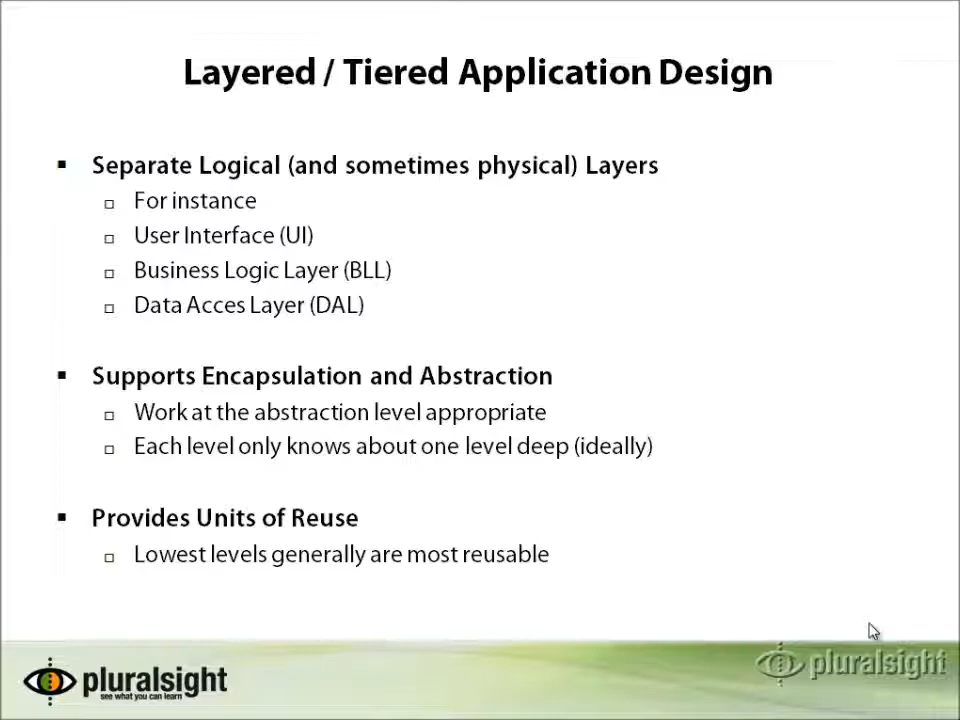 Layered / Tiered Application Design
Separate Logical (and sometimes physical) Layers
For instance
User Interface (UI)
Business Logic Layer (BLL)
Data Acces Layer (DAL)
Supports Encapsulation and Abstraction
Work at the abstraction level appropriate
Each level only knows about one level deep (ideally)
Provides Units of Reuse
Lowest levels generally are most reusable
pluralsight
see what you can learn
pluralsight